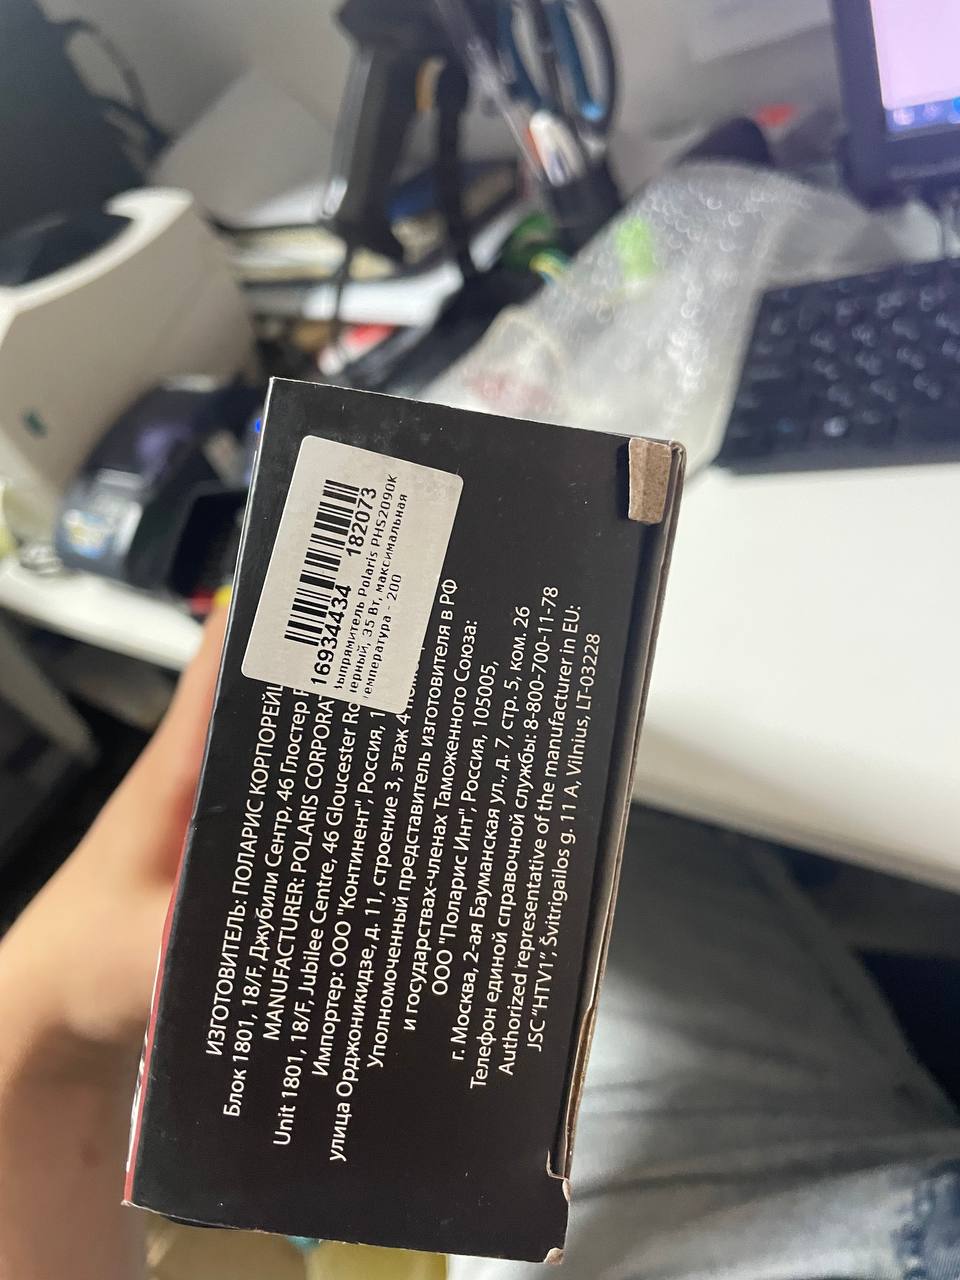 16934434 182073
Выпрямитель Polaris PHS2090K
черный, 35 Вт, максимальная
температура - 200
ИЗГОТОВИТЕЛЬ: ПОЛАРИС КОРПОРЕЙ
Блок 1801, 18/F, Джубили Сентр, 46 Глостер
MANUFACTURER: POLARIS CORPORA
Unit 1801, 18/F, Jubilee Centre, 46 Gloucester Ro
Импортер: ООО "Континент", Россия, 1
улица Орджоникидзе, д. 11, строение 3, этаж 4
Уполномоченный представитель изготовителя в РФ
и государствах-членах Таможенного Союза:
ООО "Поларис Инт", Россия, 105005,
г. Москва, 2-ая Бауманская ул., д. 7, стр. 5, ком. 26
Телефон единой справочной службы: 8-800-700-11-78
Authorized representative of the manufacturer in EU:
JSC "HTV1", Švitrigailos g. 11 A, Vilnius, LT-03228